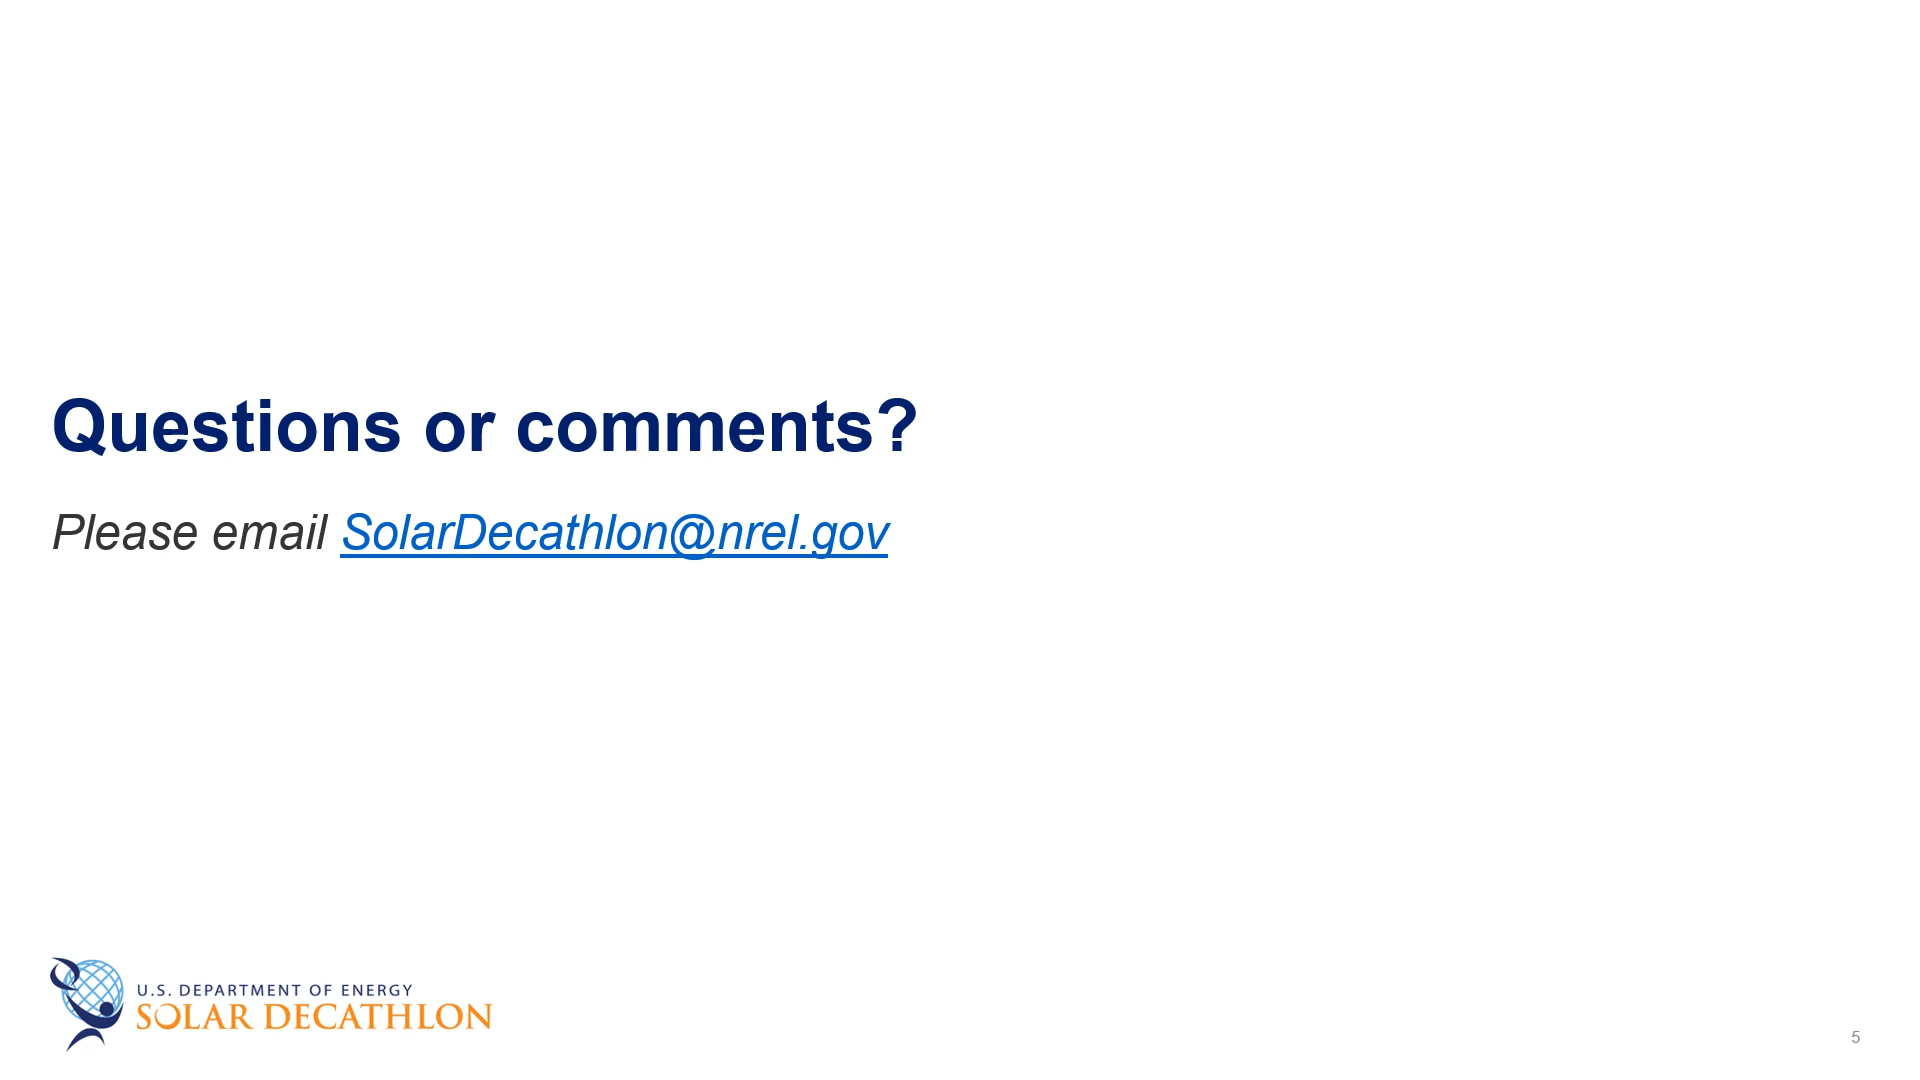 Questions or comments?
Please email SolarDecathlon@nrel.gov
U.S. DEPARTMENT OF ENERGY
SOLAR DECATHLON
5